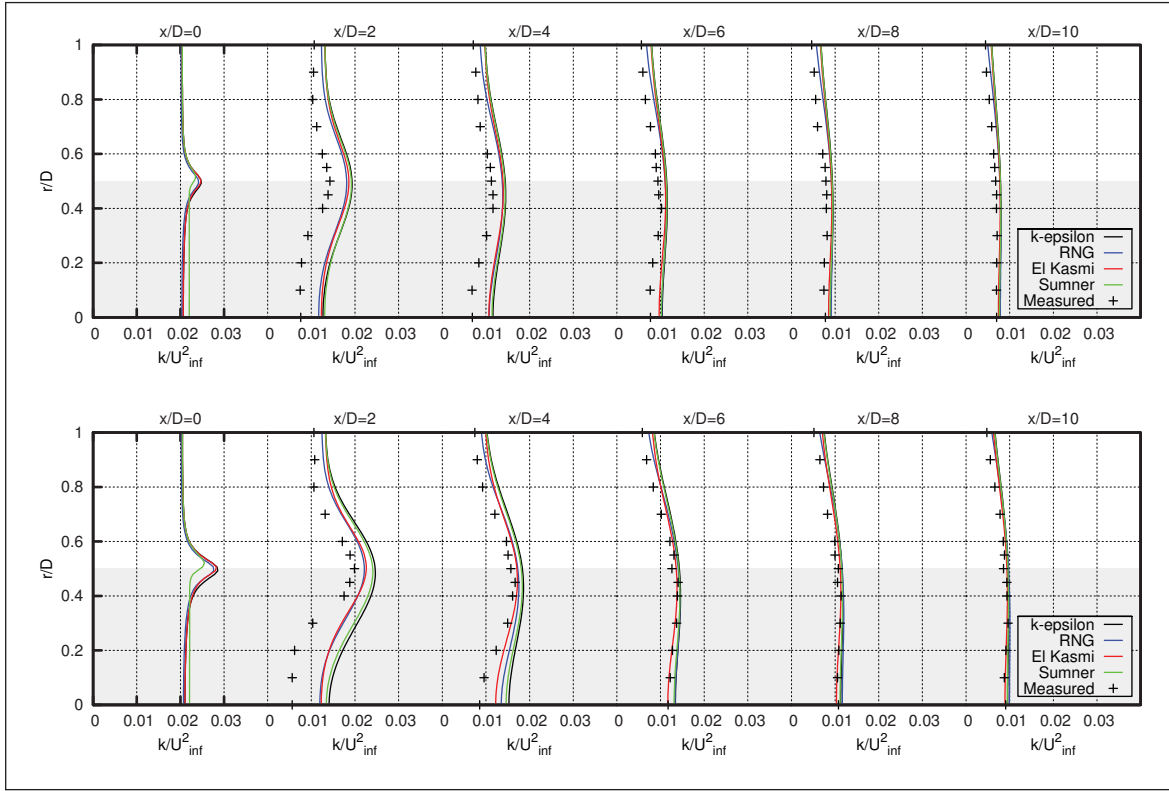 x/D=0 x/D=2 x/D=4 x/D=6 x/D=8 x/D=10
1
0.8
0.6
r/D
0.4
0.2
0
k-epsilon
RNG
El Kasmi
Sumner
Measured
0 0.01 0.02 0.03 0 0.01 0.02 0.03 0 0.01 0.02 0.03 0 0.01 0.02 0.03 0 0.01 0.02 0.03 0 0.01 0.02 0.03
k/U²inf k/U²inf k/U²inf k/U²inf k/U²inf k/U²inf
x/D=0 x/D=2 x/D=4 x/D=6 x/D=8 x/D=10
1
0.8
0.6
r/D
0.4
0.2
0
k-epsilon
RNG
El Kasmi
Sumner
Measured
0 0.01 0.02 0.03 0 0.01 0.02 0.03 0 0.01 0.02 0.03 0 0.01 0.02 0.03 0 0.01 0.02 0.03 0 0.01 0.02 0.03
k/U²inf k/U²inf k/U²inf k/U²inf k/U²inf k/U²inf